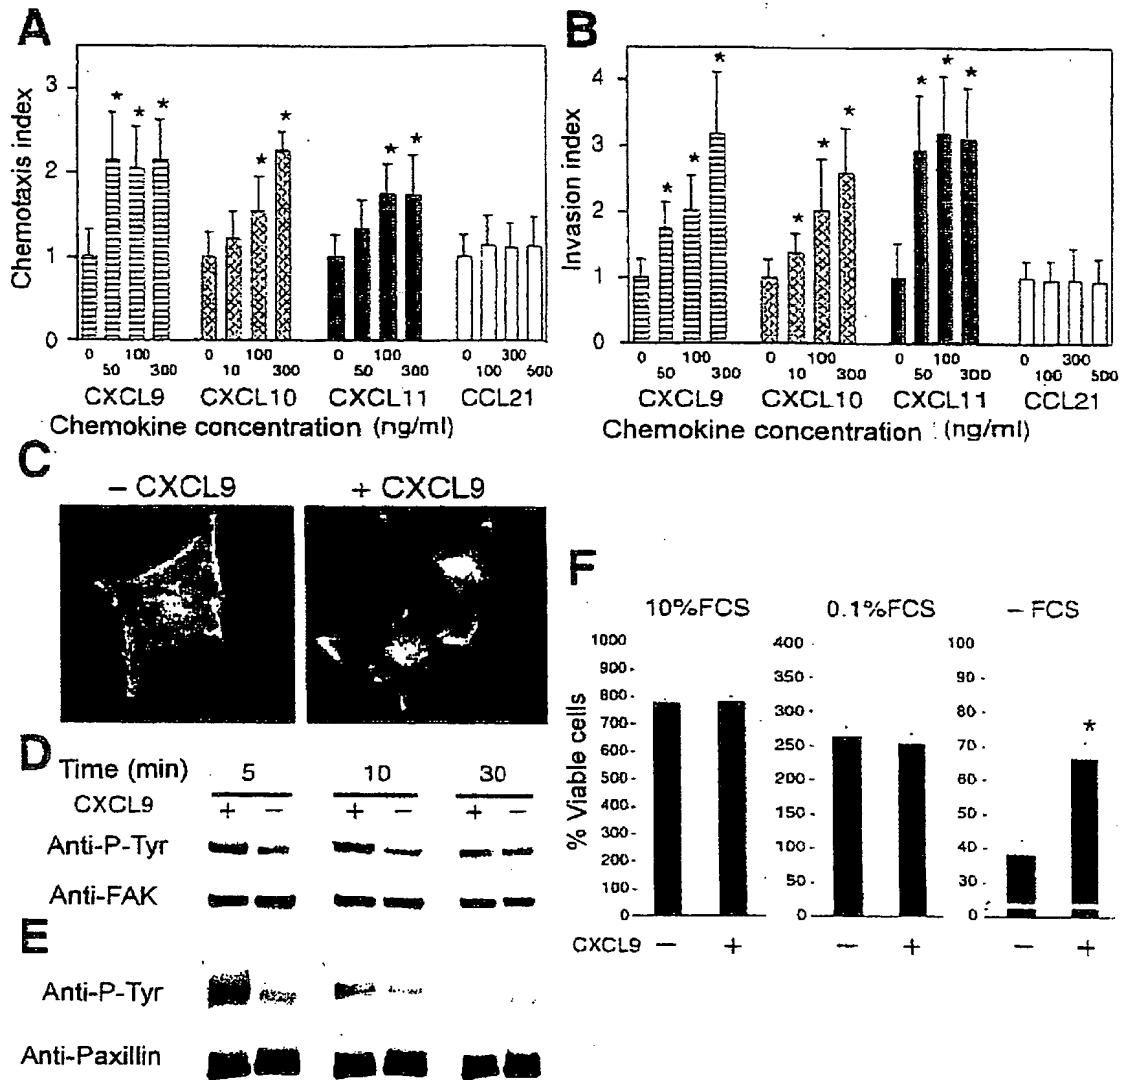 A
Chemotaxis index
3
2
1
0
* * * * * * *
0 100 0 100 0 100 0 300
50 300 10 300 50 300 100 500
CXCL9 CXCL10 CXCL11 CCL21
Chemokine concentration (ng/ml)
B
Invasion index
4
3
2
1
0
* * * * * * * * *
0 100 0 100 0 100 0 300
50 300 10 300 50 300 100 500
CXCL9 CXCL10 CXCL11 CCL21
Chemokine concentration (ng/ml)
C
– CXCL9 + CXCL9
D
Time (min) 5 10 30
CXCL9 + – + – + –
Anti-P-Tyr
Anti-FAK
E
Anti-P-Tyr
Anti-Paxillin
F
10%FCS 0.1%FCS – FCS
% Viable cells
1000
900
800
700
600
500
400
300
200
100
0
400
350
300
250
200
150
100
50
0
100
90
80
70
60
50
40
30
0
*
CXCL9 – + – + – +